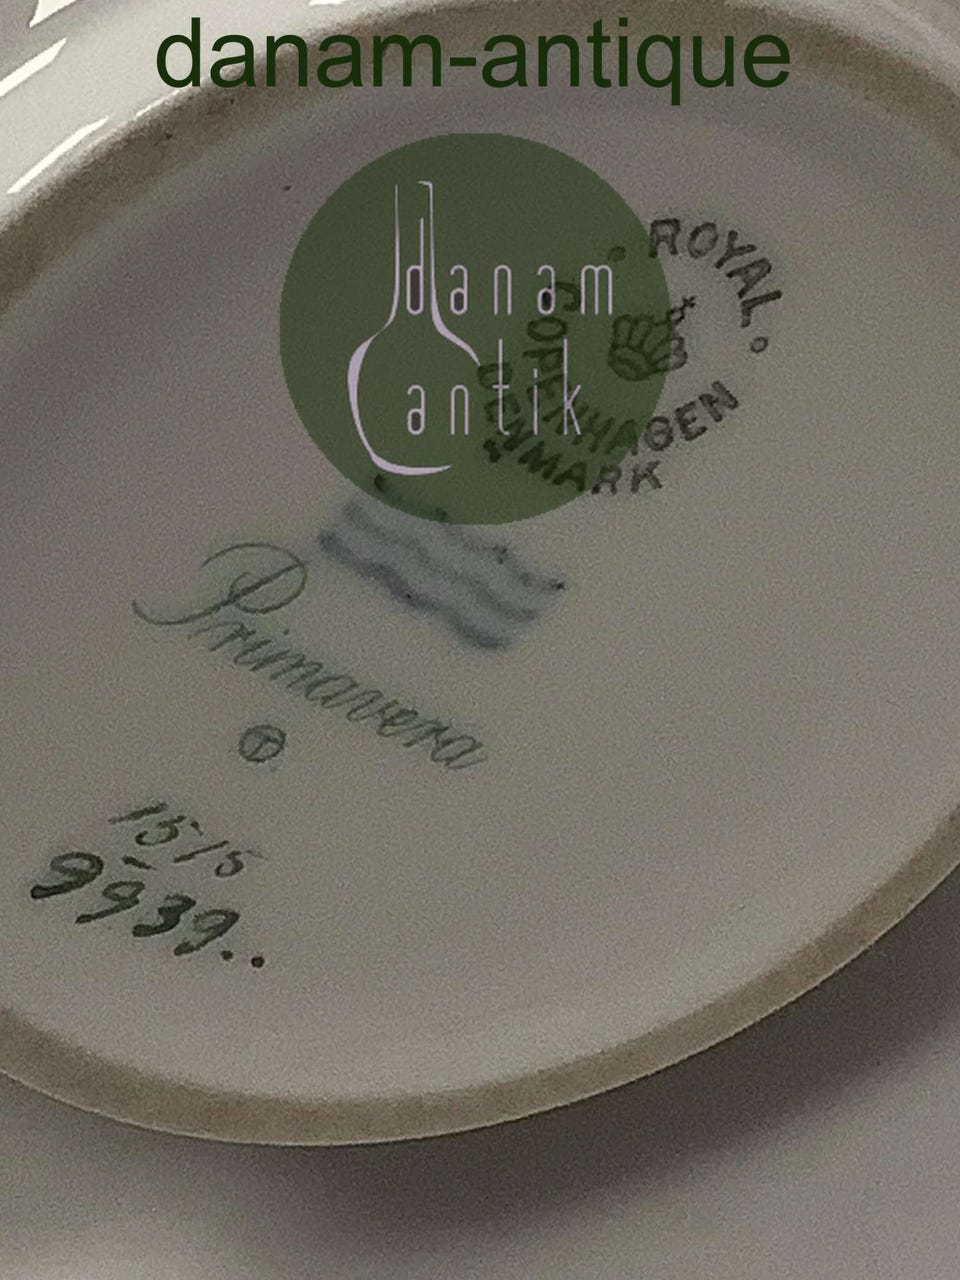 danam-antique
danam
antik
ROYAL
COPENHAGEN
DENMARK
Primavera
T
1515
9939..